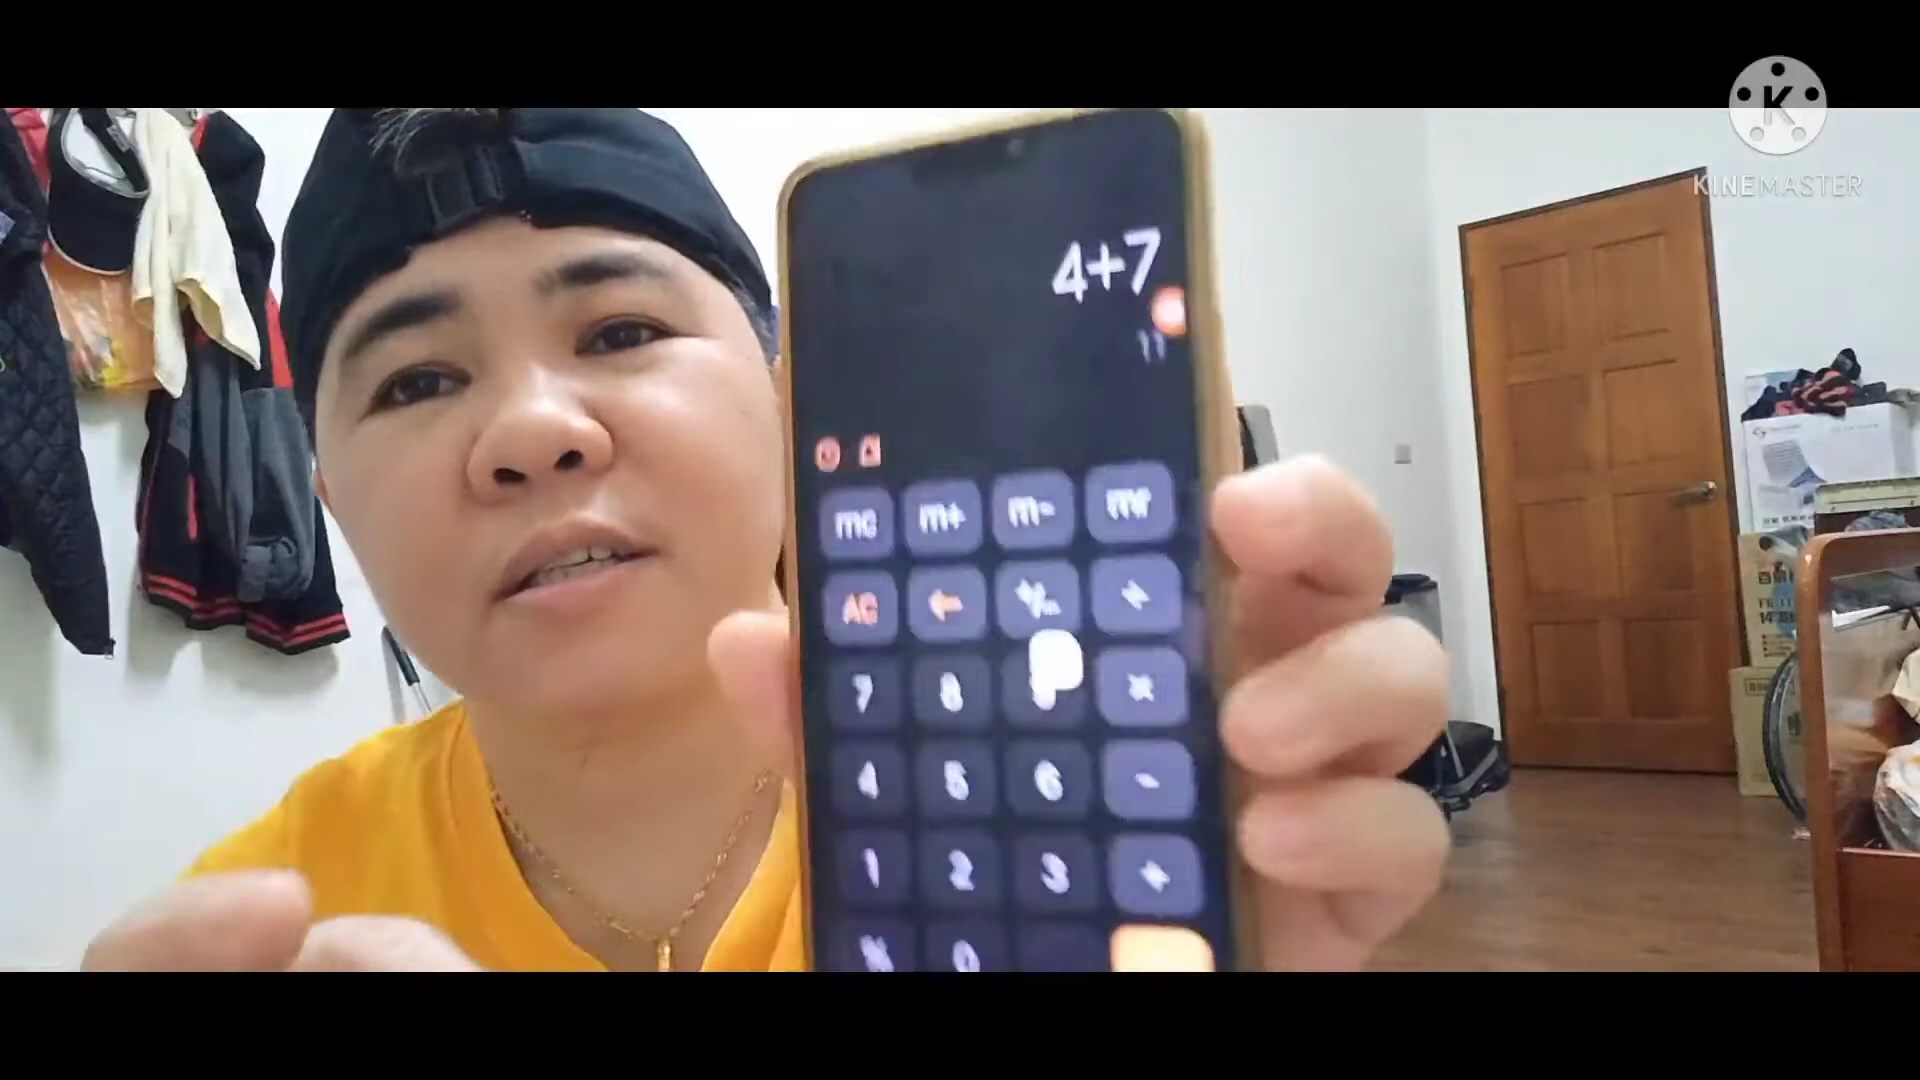 K
KINEMASTER
4+7
11
mc m+ m- mr
AC ← +/- ÷
7 8 ×
4 5 6 -
1 2 3 +
% 0